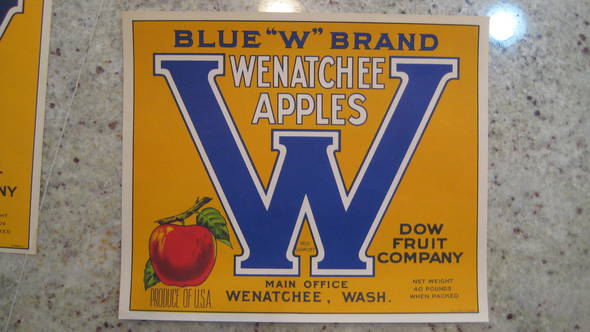 BLUE "W" BRAND
WENATCHEE
APPLES
W
DOW
FRUIT
COMPANY
PRODUCE OF U.S.A.
MAIN OFFICE
WENATCHEE, WASH.
NET WEIGHT
40 POUNDS
WHEN PACKED
NY